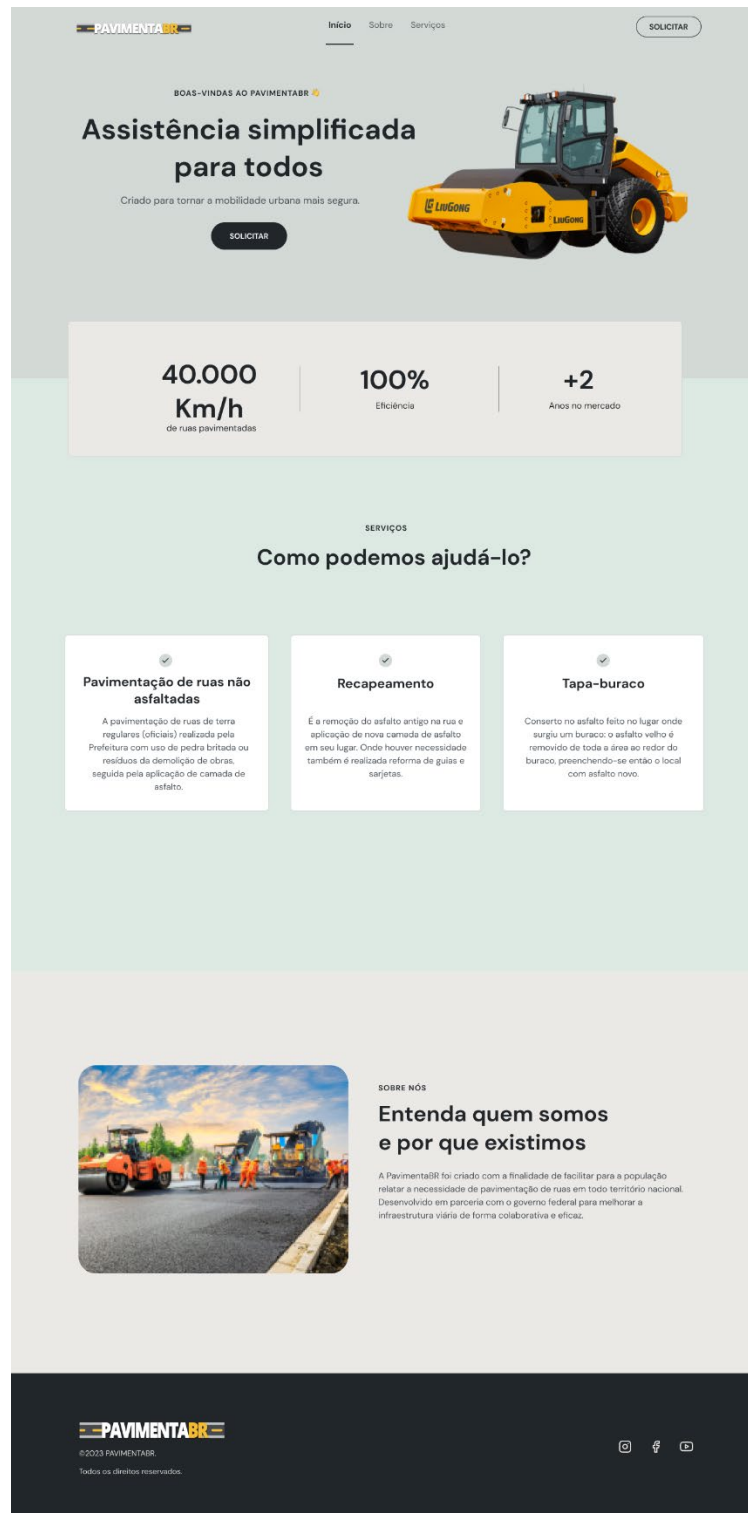 PAVIMENTABR
Início Sobre Serviços
SOLICITAR
BOAS-VINDAS AO PAVIMENTABR 👋
Assistência simplificada
para todos
Criado para tornar a mobilidade urbana mais segura.
SOLICITAR
LIUGONG
LIUGONG
40.000
Km/h
de ruas pavimentadas
100%
Eficiência
+2
Anos no mercado
SERVIÇOS
Como podemos ajudá-lo?
Pavimentação de ruas não
asfaltadas
A pavimentação de ruas de terra
regulares (oficiais) realizada pela
Prefeitura com uso de pedra britada ou
resíduos da demolição de obras,
seguida pela aplicação de camada de
asfalto.
Recapeamento
É a remoção do asfalto antigo na rua e
aplicação de nova camada de asfalto
em seu lugar. Onde houver necessidade
também é realizada reforma de guias e
sarjetas.
Tapa-buraco
Conserto no asfalto feito no lugar onde
surgiu um buraco: o asfalto velho é
removido de toda a área ao redor do
buraco, preenchendo-se então o local
com asfalto novo.
SOBRE NÓS
Entenda quem somos
e por que existimos
A PavimentaBR foi criado com a finalidade de facilitar para a população
relatar a necessidade de pavimentação de ruas em todo território nacional.
Desenvolvido em parceria com o governo federal para melhorar a
infraestrutura viária de forma colaborativa e eficaz.
PAVIMENTABR
©2023 PAVIMENTABR.
Todos os direitos reservados.